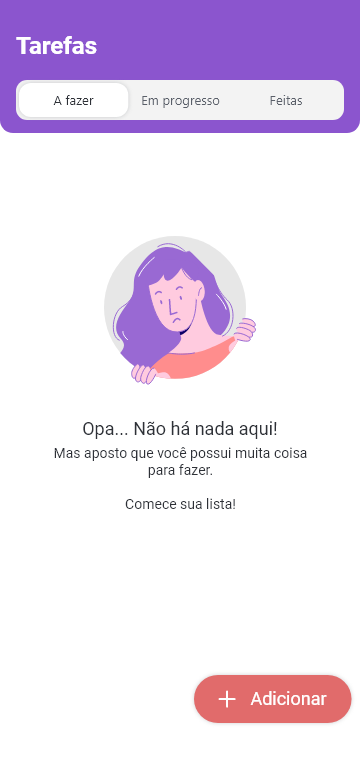 Tarefas
A fazer Em progresso Feitas
Opa... Não há nada aqui!
Mas aposto que você possui muita coisa
para fazer.
Comece sua lista!
Adicionar